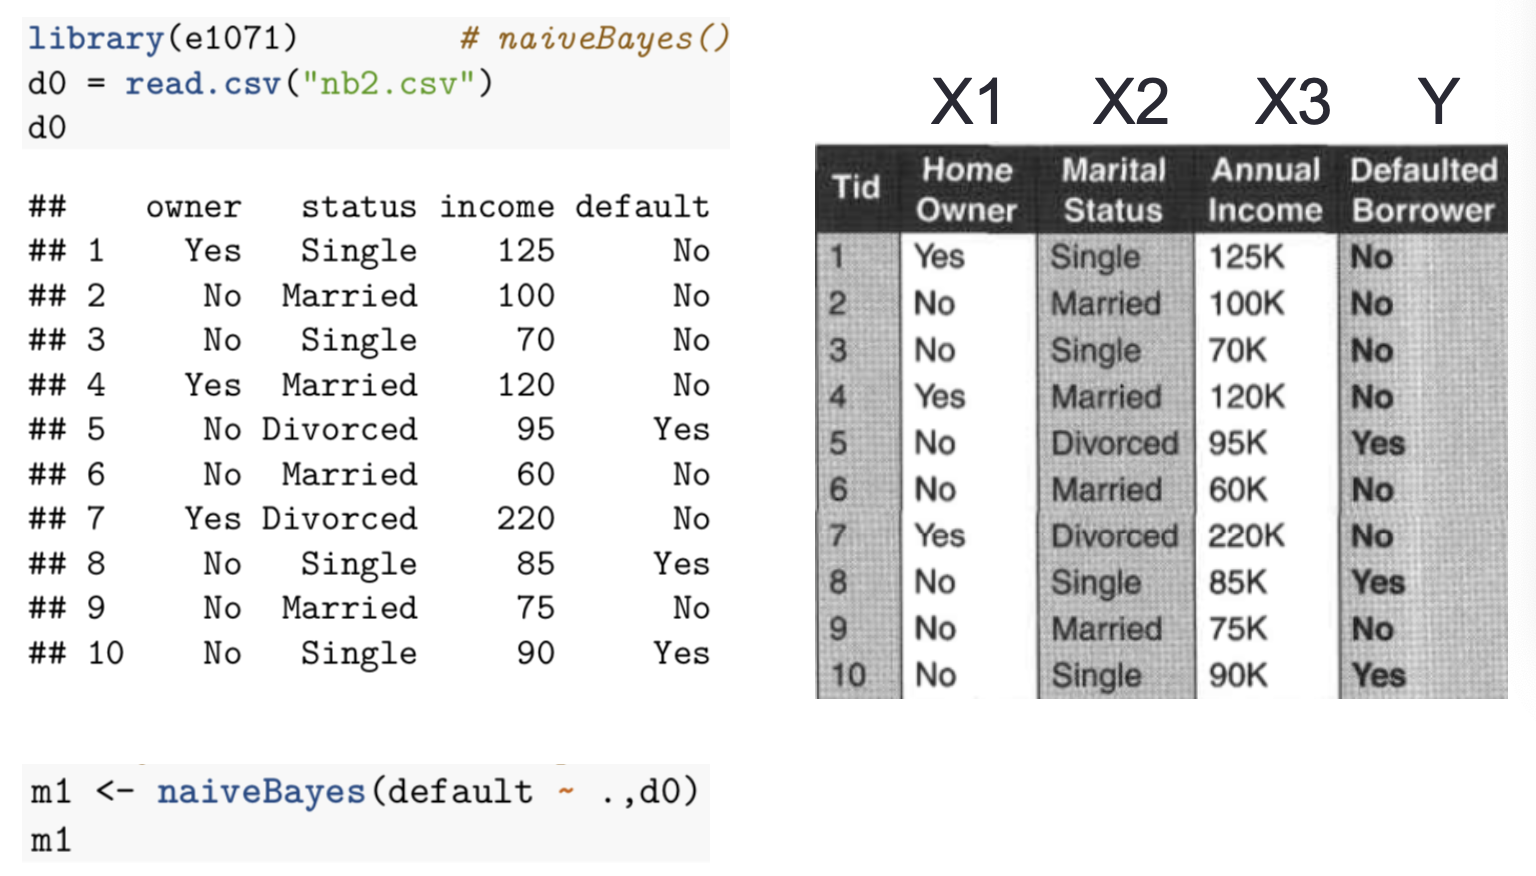 library(e1071)        # naiveBayes()
d0 = read.csv("nb2.csv")
d0
##    owner   status income default
## 1    Yes   Single    125      No
## 2     No  Married    100      No
## 3     No   Single     70      No
## 4    Yes  Married    120      No
## 5     No Divorced     95     Yes
## 6     No  Married     60      No
## 7    Yes Divorced    220      No
## 8     No   Single     85     Yes
## 9     No  Married     75      No
## 10    No   Single     90     Yes
m1 <- naiveBayes(default ~ .,d0)
m1
X1 X2 X3 Y
Tid Home Owner Marital Status Annual Income Defaulted Borrower
1 Yes Single 125K No
2 No Married 100K No
3 No Single 70K No
4 Yes Married 120K No
5 No Divorced 95K Yes
6 No Married 60K No
7 Yes Divorced 220K No
8 No Single 85K Yes
9 No Married 75K No
10 No Single 90K Yes